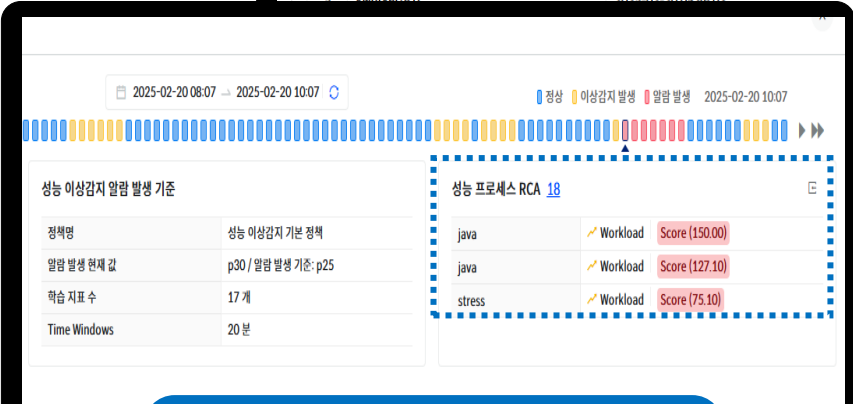 2025-02-20 08:07 → 2025-02-20 10:07
정상 이상감지 발생 알람 발생 2025-02-20 10:07
성능 이상감지 알람 발생 기준
정책명 성능 이상감지 기본 정책
알람 발생 현재 값 p30 / 알람 발생 기준: p25
학습 지표 수 17 개
Time Windows 20 분
성능 프로세스 RCA 18
java Workload Score (150.00)
java Workload Score (127.10)
stress Workload Score (75.10)